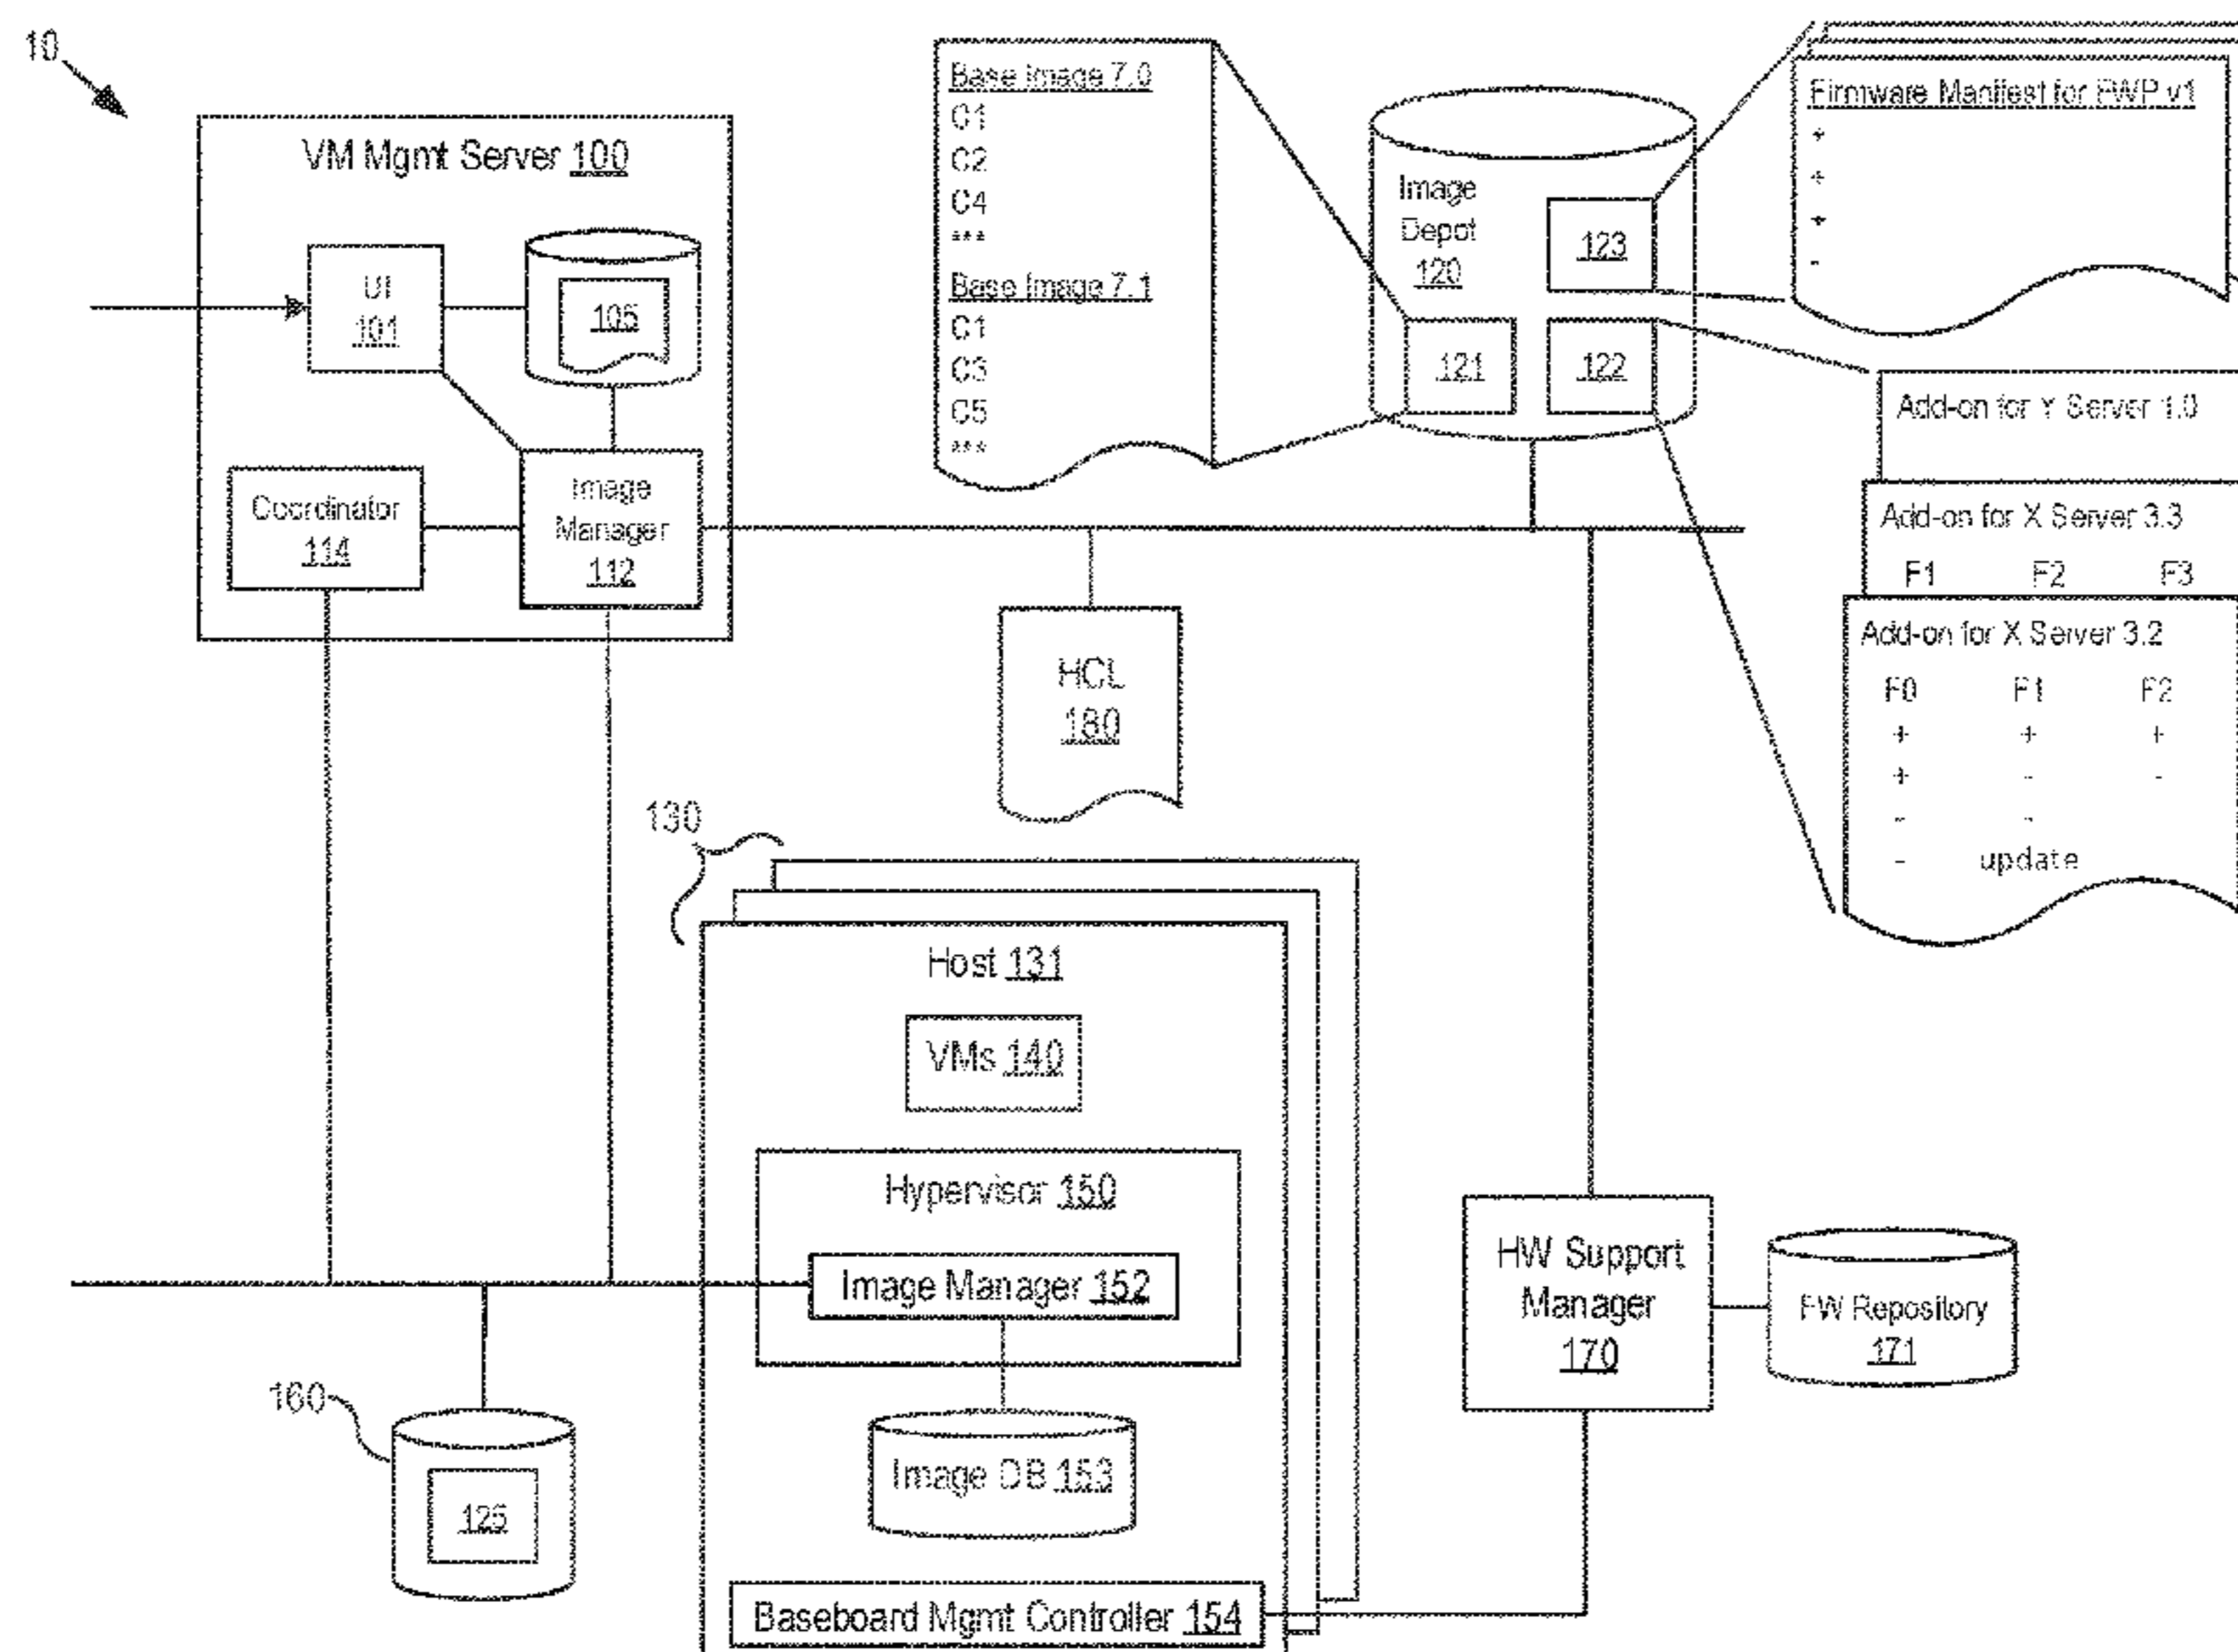 10
VM Mgmt Server 100
UI
101
105
Coordinator
114
Image
Manager
112
Base Image 7.0
C1
C2
C4
***
Base Image 7.1
C1
C3
C5
***
Image
Depot
120
123
121
122
Firmware Manifest for FWP v1
+
+
+
-
Add-on for Y Server 1.0
Add-on for X Server 3.3
F1 F2 F3
Add-on for X Server 3.2
F0 F1 F2
+ + +
+ - -
- -
- update
HCL
180
130
Host 131
VMs 140
Hypervisor 150
Image Manager 152
Image DB 153
Baseboard Mgmt Controller 154
160
125
HW Support
Manager
170
FW Repository
171